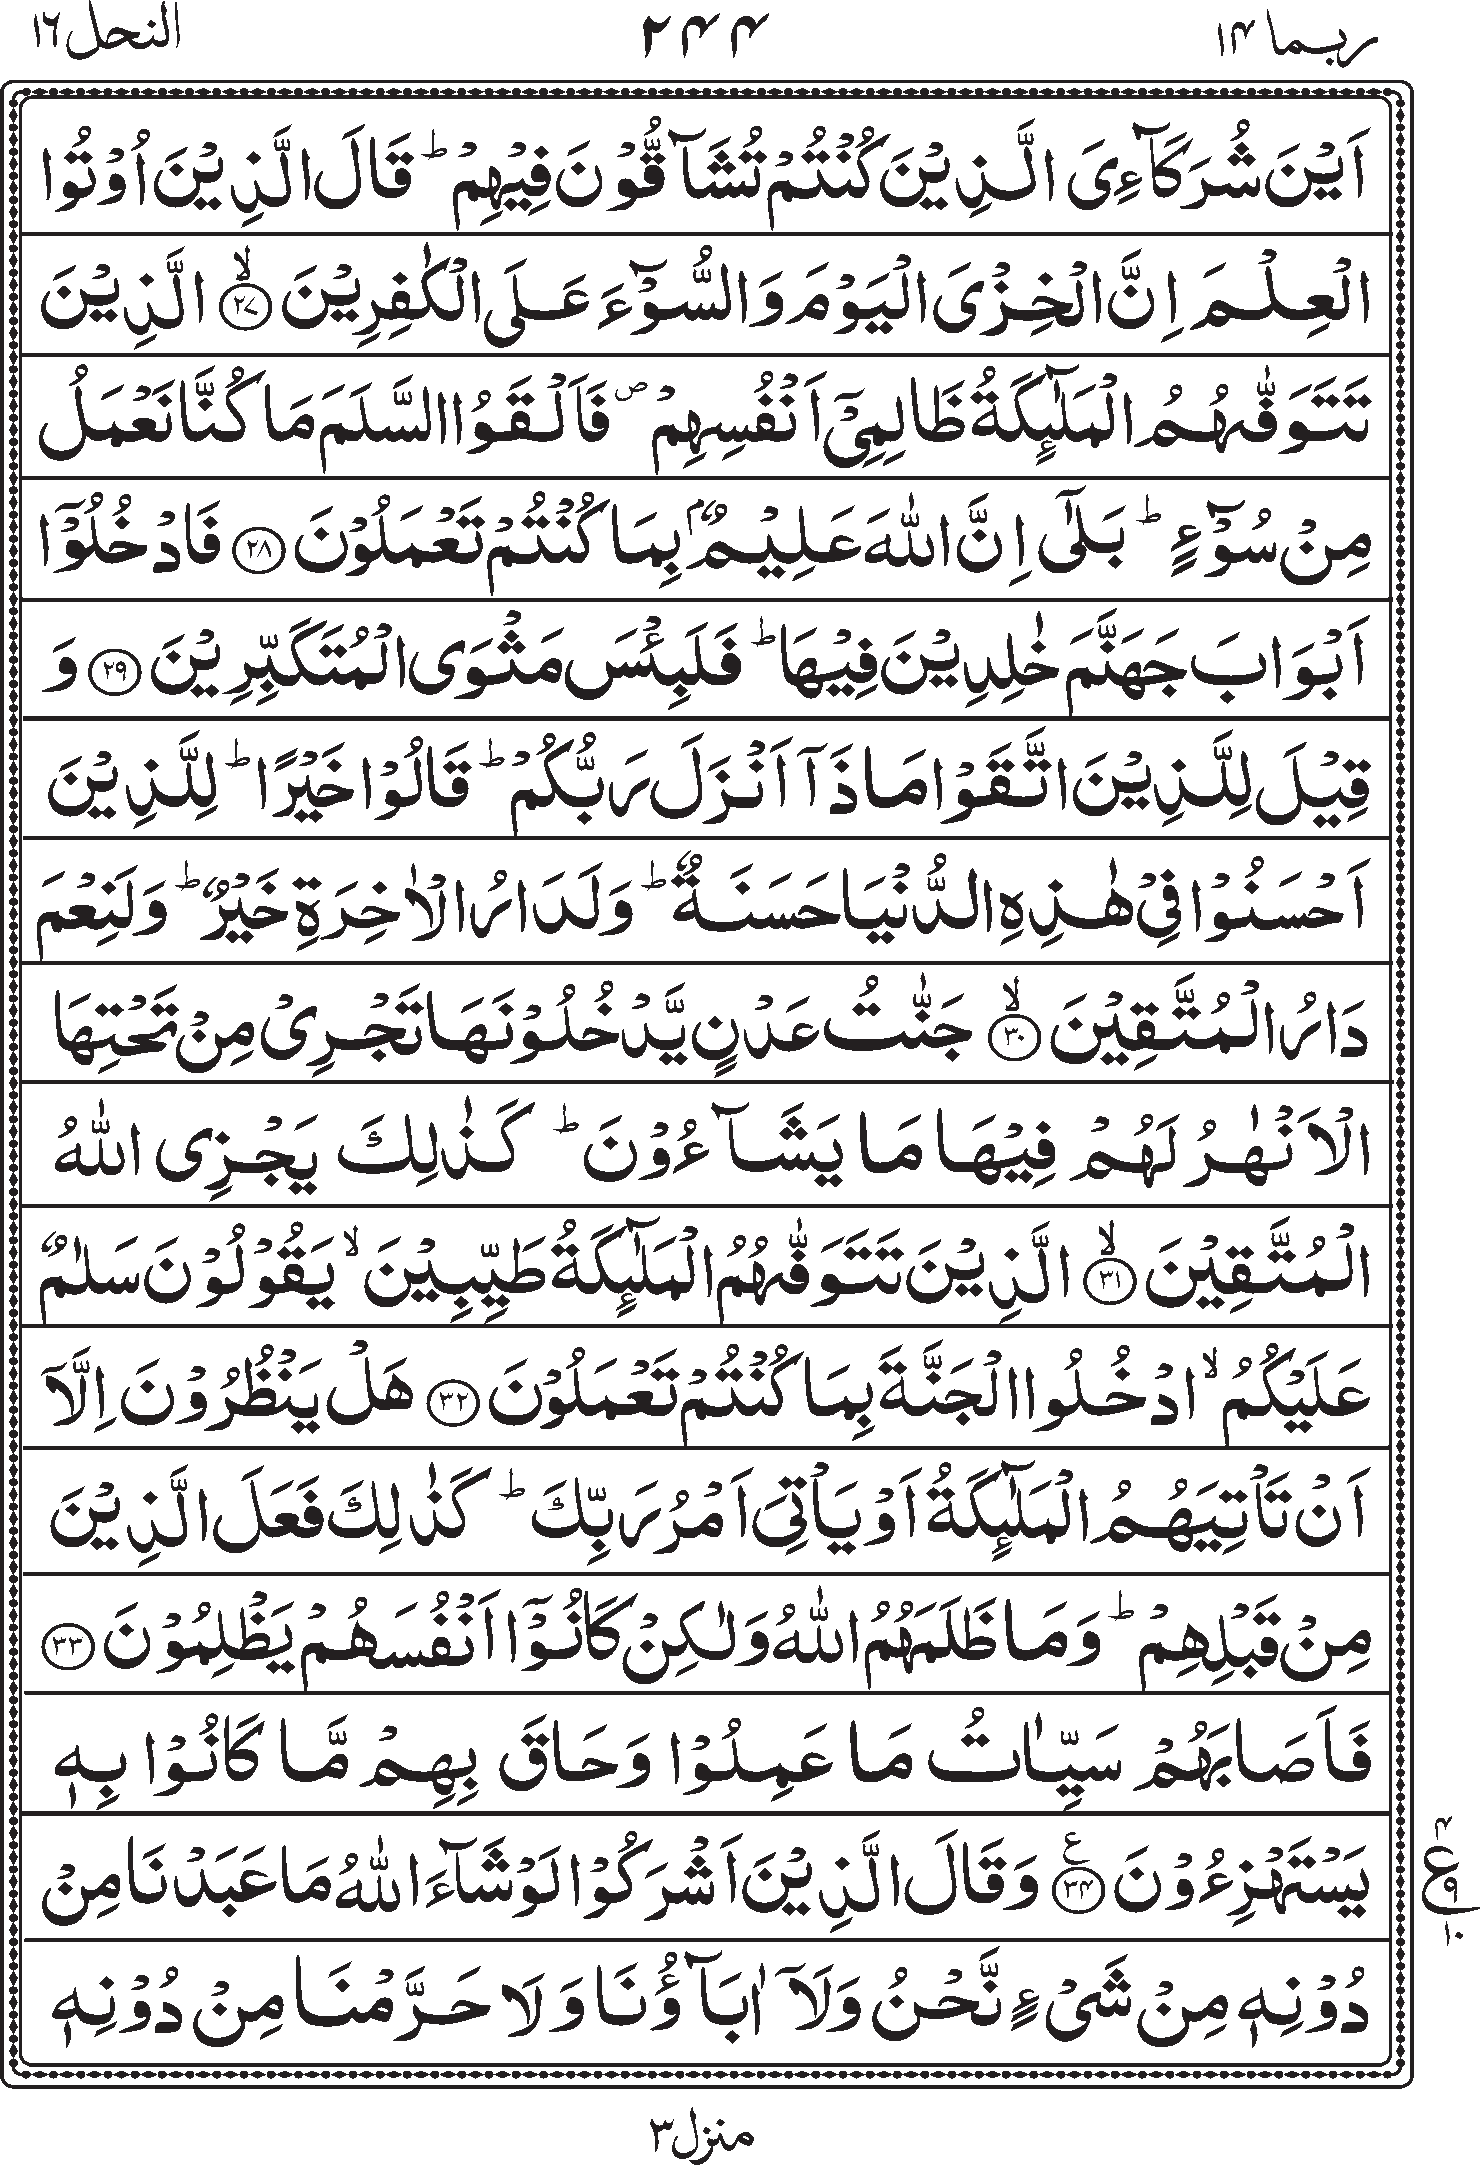 ربما ۱۴ ۲۴۴ النحل ۱۶
اَيْنَ شُرَكَآءِيَ الَّذِيْنَ كُنْتُمْ تُشَآقُّوْنَ فِيْهِمْ ؕ قَالَ الَّذِيْنَ اُوْتُوا
الْعِلْمَ اِنَّ الْخِزْيَ الْيَوْمَ وَالسُّوْٓءَ عَلَى الْكٰفِرِيْنَ ۙ﴿۲۷﴾ الَّذِيْنَ
تَتَوَفّٰىهُمُ الْمَلٰٓئِكَةُ ظَالِمِيْٓ اَنْفُسِهِمْ ۪ فَاَلْقَوُا السَّلَمَ مَا كُنَّا نَعْمَلُ
مِنْ سُوْٓءٍ ؕ بَلٰٓى اِنَّ اللّٰهَ عَلِيْمٌۢ بِمَا كُنْتُمْ تَعْمَلُوْنَ ﴿۲۸﴾ فَادْخُلُوْٓا
اَبْوَابَ جَهَنَّمَ خٰلِدِيْنَ فِيْهَا ؕ فَلَبِئْسَ مَثْوَى الْمُتَكَبِّرِيْنَ ﴿۲۹﴾ وَ
قِيْلَ لِلَّذِيْنَ اتَّقَوْا مَاذَآ اَنْزَلَ رَبُّكُمْ ؕ قَالُوْا خَيْرًا ؕ لِلَّذِيْنَ
اَحْسَنُوْا فِيْ هٰذِهِ الدُّنْيَا حَسَنَةٌ ؕ وَلَدَارُ الْاٰخِرَةِ خَيْرٌ ؕ وَلَنِعْمَ
دَارُ الْمُتَّقِيْنَ ۙ﴿۳۰﴾ جَنّٰتُ عَدْنٍ يَّدْخُلُوْنَهَا تَجْرِيْ مِنْ تَحْتِهَا
الْاَنْهٰرُ لَهُمْ فِيْهَا مَا يَشَآءُوْنَ ؕ كَذٰلِكَ يَجْزِي اللّٰهُ
الْمُتَّقِيْنَ ۙ﴿۳۱﴾ الَّذِيْنَ تَتَوَفّٰىهُمُ الْمَلٰٓئِكَةُ طَيِّبِيْنَ ۙ يَقُوْلُوْنَ سَلٰمٌ
عَلَيْكُمُ ۙ ادْخُلُوا الْجَنَّةَ بِمَا كُنْتُمْ تَعْمَلُوْنَ ﴿۳۲﴾ هَلْ يَنْظُرُوْنَ اِلَّآ
اَنْ تَاْتِيَهُمُ الْمَلٰٓئِكَةُ اَوْ يَاْتِيَ اَمْرُ رَبِّكَ ؕ كَذٰلِكَ فَعَلَ الَّذِيْنَ
مِنْ قَبْلِهِمْ ؕ وَمَا ظَلَمَهُمُ اللّٰهُ وَلٰكِنْ كَانُوْٓا اَنْفُسَهُمْ يَظْلِمُوْنَ ﴿۳۳﴾
فَاَصَابَهُمْ سَيِّاٰتُ مَا عَمِلُوْا وَحَاقَ بِهِمْ مَّا كَانُوْا بِهٖ
يَسْتَهْزِءُوْنَ ﴿۳۴﴾ ع وَقَالَ الَّذِيْنَ اَشْرَكُوْا لَوْ شَآءَ اللّٰهُ مَا عَبَدْنَا مِنْ
۴ ع ۹ ۱۰
دُوْنِهٖ مِنْ شَيْءٍ نَّحْنُ وَلَآ اٰبَآؤُنَا وَلَا حَرَّمْنَا مِنْ دُوْنِهٖ
منزل ۳